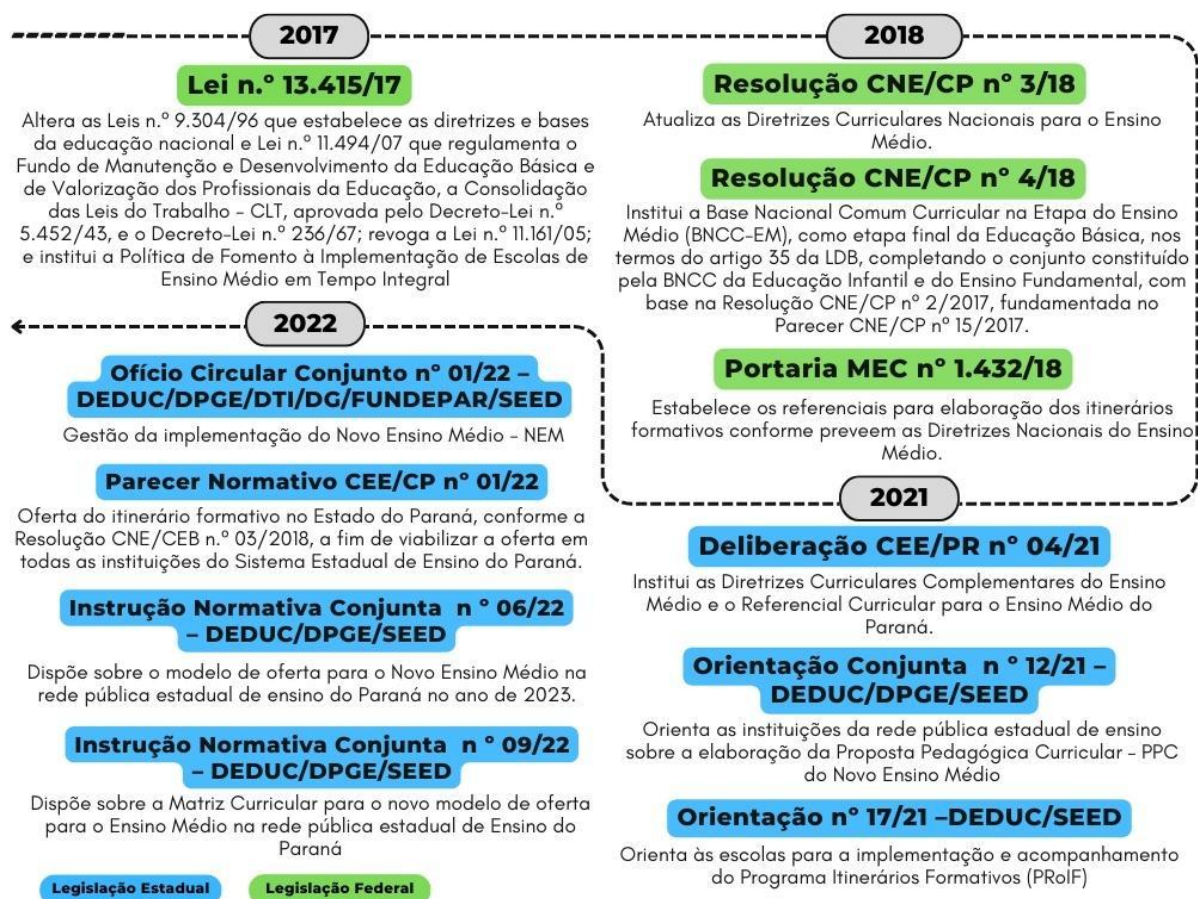 2017
Lei n.º 13.415/17
Altera as Leis n.º 9.304/96 que estabelece as diretrizes e bases
da educação nacional e Lei n.º 11.494/07 que regulamenta o
Fundo de Manutenção e Desenvolvimento da Educação Básica e
de Valorização dos Profissionais da Educação, a Consolidação
das Leis do Trabalho - CLT, aprovada pelo Decreto-Lei n.º
5.452/43, e o Decreto-Lei n.º 236/67; revoga a Lei n.º 11.161/05;
e institui a Política de Fomento à Implementação de Escolas de
Ensino Médio em Tempo Integral
2018
Resolução CNE/CP nº 3/18
Atualiza as Diretrizes Curriculares Nacionais para o Ensino
Médio.
Resolução CNE/CP nº 4/18
Institui a Base Nacional Comum Curricular na Etapa do Ensino
Médio (BNCC-EM), como etapa final da Educação Básica, nos
termos do artigo 35 da LDB, completando o conjunto constituído
pela BNCC da Educação Infantil e do Ensino Fundamental, com
base na Resolução CNE/CP nº 2/2017, fundamentada no
Parecer CNE/CP nº 15/2017.
Portaria MEC nº 1.432/18
Estabelece os referenciais para elaboração dos itinerários
formativos conforme preveem as Diretrizes Nacionais do Ensino
Médio.
2021
Deliberação CEE/PR nº 04/21
Institui as Diretrizes Curriculares Complementares do Ensino
Médio e o Referencial Curricular para o Ensino Médio do
Paraná.
Orientação Conjunta n º 12/21 –
DEDUC/DPGE/SEED
Orienta as instituições da rede pública estadual de ensino
sobre a elaboração da Proposta Pedagógica Curricular - PPC
do Novo Ensino Médio
Orientação nº 17/21 –DEDUC/SEED
Orienta às escolas para a implementação e acompanhamento
do Programa Itinerários Formativos (PRoIF)
2022
Ofício Circular Conjunto nº 01/22 –
DEDUC/DPGE/DTI/DG/FUNDEPAR/SEED
Gestão da implementação do Novo Ensino Médio - NEM
Parecer Normativo CEE/CP nº 01/22
Oferta do itinerário formativo no Estado do Paraná, conforme a
Resolução CNE/CEB n.º 03/2018, a fim de viabilizar a oferta em
todas as instituições do Sistema Estadual de Ensino do Paraná.
Instrução Normativa Conjunta n º 06/22
– DEDUC/DPGE/SEED
Dispõe sobre o modelo de oferta para o Novo Ensino Médio na
rede pública estadual de ensino do Paraná no ano de 2023.
Instrução Normativa Conjunta n º 09/22
– DEDUC/DPGE/SEED
Dispõe sobre a Matriz Curricular para o novo modelo de oferta
para o Ensino Médio na rede pública estadual de Ensino do
Paraná
Legislação Estadual
Legislação Federal